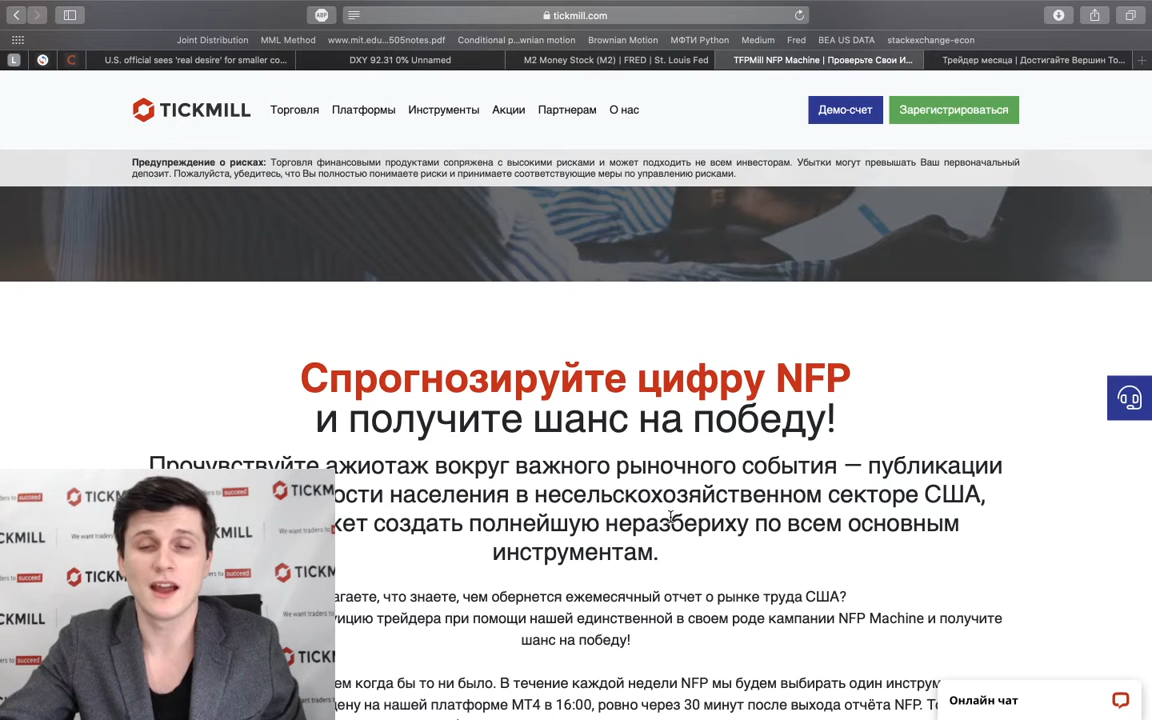 tickmill.com
Joint Distribution MML Method www.mit.edu...505notes.pdf Conditional p...wnian motion Brownian Motion МФТИ Python Medium Fred BEA US DATA stackexchange-econ
U.S. official sees 'real desire' for smaller co... DXY 92.31 0% Unnamed M2 Money Stock (M2) | FRED | St. Louis Fed TFPMill NFP Machine | Проверьте Свои И... Трейдер месяца | Достигайте Вершин То...
TICKMILL Торговля Платформы Инструменты Акции Партнерам О нас Демо-счет Зарегистрироваться
Предупреждение о рисках: Торговля финансовыми продуктами сопряжена с высокими рисками и может подходить не всем инвесторам. Убытки могут превышать Ваш первоначальный
депозит. Пожалуйста, убедитесь, что Вы полностью понимаете риски и принимаете соответствующие меры по управлению рисками.
Спрогнозируйте цифру NFP
и получите шанс на победу!
Прочувствуйте ажиотаж вокруг важного рыночного события — публикации
ости населения в несельскохозяйственном секторе США,
жет создать полнейшую неразбериху по всем основным
инструментам.
агаете, что знаете, чем обернется ежемесячный отчет о рынке труда США?
уицию трейдера при помощи нашей единственной в своем роде кампании NFP Machine и получите
шанс на победу!
ем когда бы то ни было. В течение каждой недели NFP мы будем выбирать один инструм
цену на нашей платформе МТ4 в 16:00, ровно через 30 минут после выхода отчёта NFP.
Онлайн чат